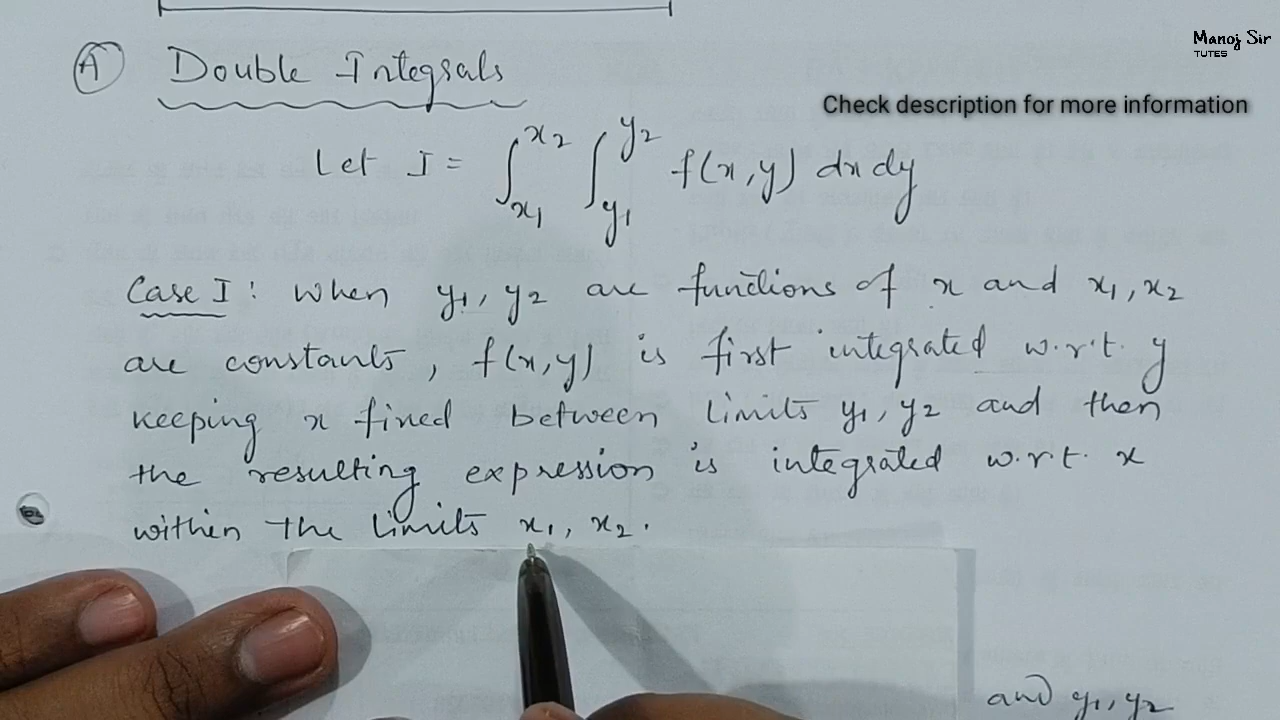 Manoj Sir
TUTES
Check description for more information
(A) Double Integrals
Let I = ∫_{x₁}^{x₂} ∫_{y₁}^{y₂} f(x,y) dx dy
Case I: When y₁, y₂ are functions of x and x₁, x₂
are constants, f(x,y) is first integrated w.r.t. y
keeping x fixed between limits y₁, y₂ and then
the resulting expression is integrated w.r.t. x
within the limits x₁, x₂.
and y₁, y₂